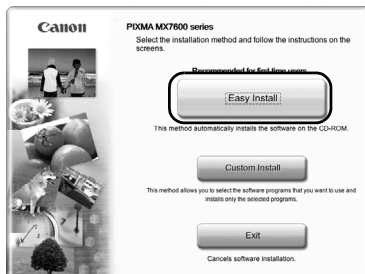 Canon
PIXMA MX7600 series
Select the installation method and follow the instructions on the
screens.
Recommended for first-time users
Easy Install
This method automatically installs the software on the CD-ROM.
Custom Install
This method allows you to select the software programs that you want to use and
installs only the selected programs.
Exit
Cancels software installation.